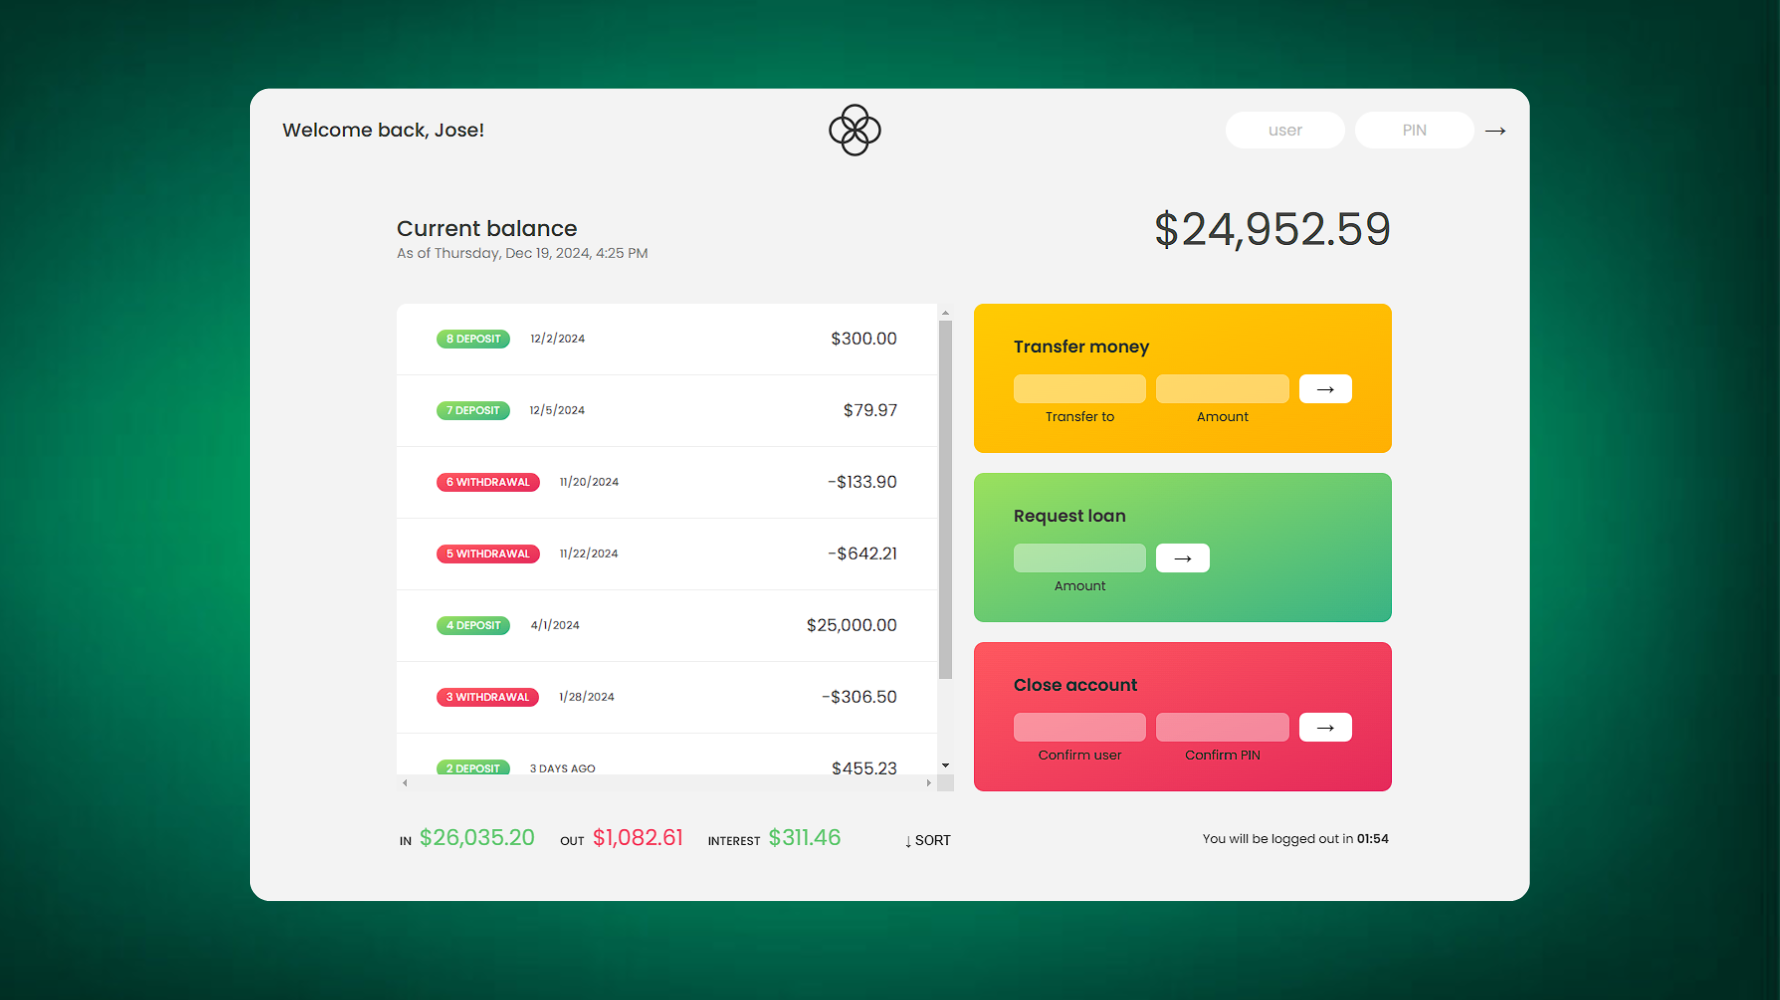 Welcome back, Jose!
user PIN →
Current balance
$24,952.59
As of Thursday, Dec 19, 2024, 4:25 PM
8 DEPOSIT 12/2/2024 $300.00
7 DEPOSIT 12/5/2024 $79.97
6 WITHDRAWAL 11/20/2024 -$133.90
5 WITHDRAWAL 11/22/2024 -$642.21
4 DEPOSIT 4/1/2024 $25,000.00
3 WITHDRAWAL 1/28/2024 -$306.50
2 DEPOSIT 3 DAYS AGO $455.23
Transfer money
→
Transfer to Amount
Request loan
→
Amount
Close account
→
Confirm user Confirm PIN
IN $26,035.20 OUT $1,082.61 INTEREST $311.46 ↓ SORT
You will be logged out in 01:54